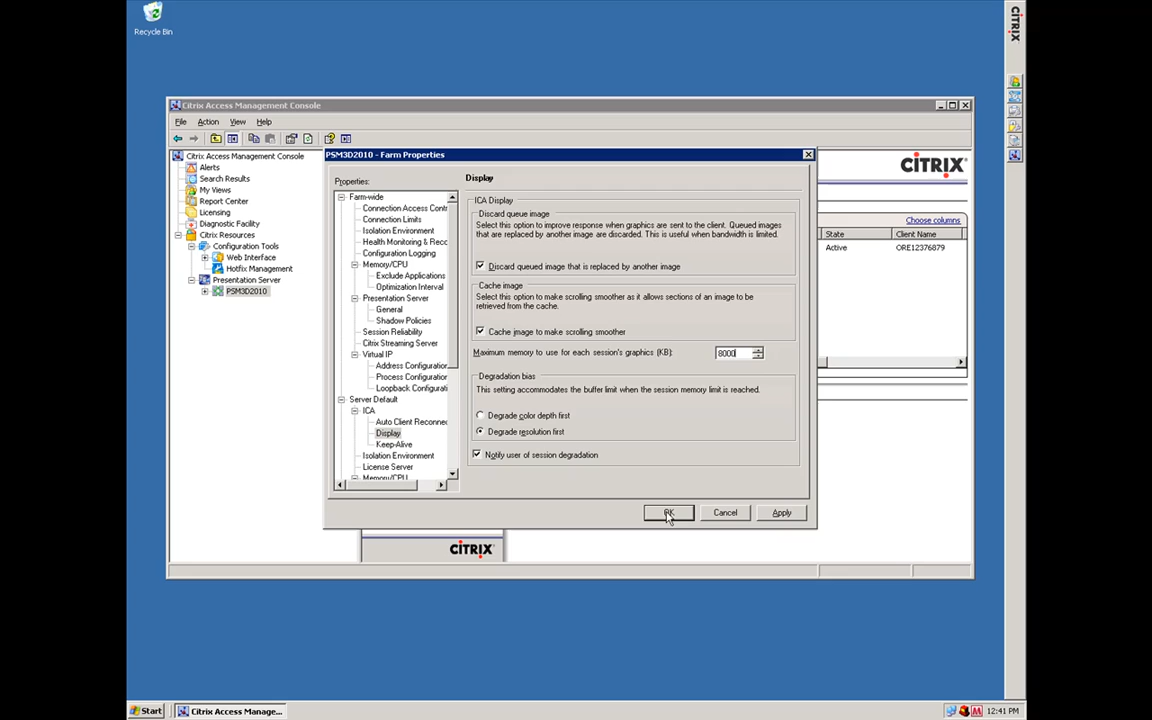 Recycle Bin
CITRIX
Citrix Access Management Console
File Action View Help
Citrix Access Management Console
Alerts
Search Results
My Views
Report Center
Licensing
Diagnostic Facility
Citrix Resources
Configuration Tools
Web Interface
Hotfix Management
Presentation Server
PSM3D2010
PSM3D2010 - Farm Properties
Properties:
Farm-wide
Connection Access Contr
Connection Limits
Isolation Environment
Health Monitoring & Reco
Configuration Logging
Memory/CPU
Exclude Applications
Optimization Interval
Presentation Server
General
Shadow Policies
Session Reliability
Citrix Streaming Server
Virtual IP
Address Configuration
Process Configuration
Loopback Configurati
Server Default
ICA
Auto Client Reconnec
Display
Keep-Alive
Isolation Environment
License Server
Memory/CPU
Display
ICA Display
Discard queue image
Select this option to improve response when graphics are sent to the client. Queued images
that are replaced by another image are discarded. This is useful when bandwidth is limited.
Discard queued image that is replaced by another image
Cache image
Select this option to make scrolling smoother as it allows sections of an image to be
retrieved from the cache.
Cache image to make scrolling smoother
Maximum memory to use for each session's graphics (KB): 8000
Degradation bias
This setting accommodates the buffer limit when the session memory limit is reached.
Degrade color depth first
Degrade resolution first
Notify user of session degradation
OK Cancel Apply
CITRIX
Choose columns
State Client Name
Active ORE12376879
CITRIX
Start Citrix Access Manage... 12:41 PM